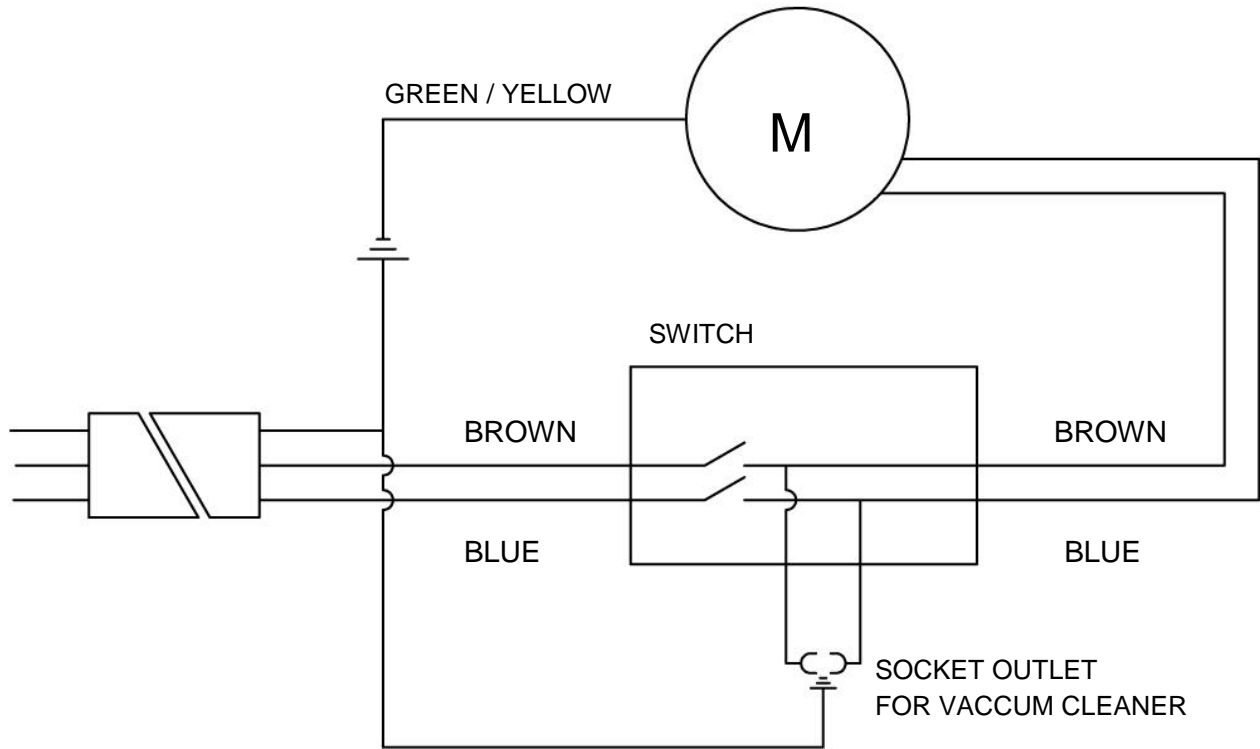 GREEN / YELLOW
M
SWITCH
BROWN
BROWN
BLUE
BLUE
SOCKET OUTLET
FOR VACCUM CLEANER